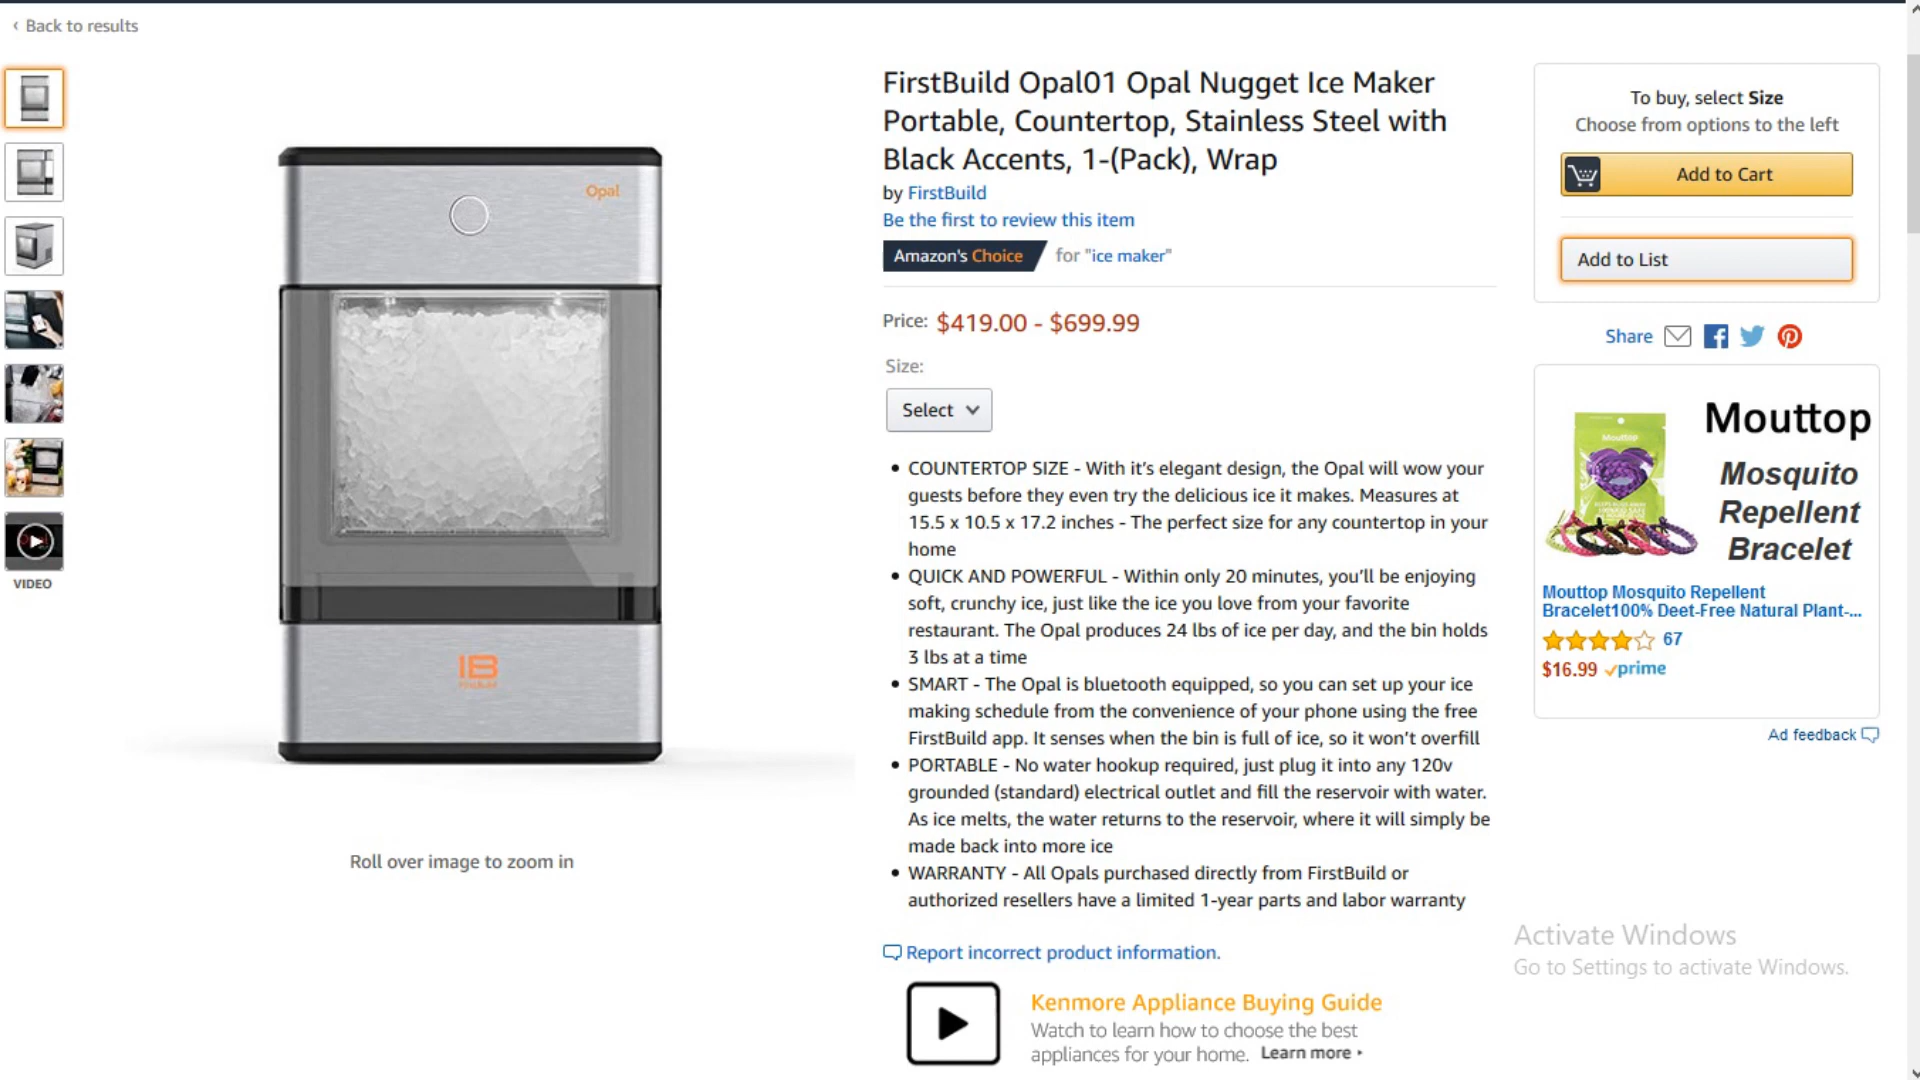 ‹ Back to results
VIDEO
Opal
Roll over image to zoom in
FirstBuild Opal01 Opal Nugget Ice Maker
Portable, Countertop, Stainless Steel with
Black Accents, 1-(Pack), Wrap
by FirstBuild
Be the first to review this item
Amazon's Choice for "ice maker"
Price: $419.00 - $699.99
Size:
Select
• COUNTERTOP SIZE - With it’s elegant design, the Opal will wow your
guests before they even try the delicious ice it makes. Measures at
15.5 x 10.5 x 17.2 inches - The perfect size for any countertop in your
home
• QUICK AND POWERFUL - Within only 20 minutes, you’ll be enjoying
soft, crunchy ice, just like the ice you love from your favorite
restaurant. The Opal produces 24 lbs of ice per day, and the bin holds
3 lbs at a time
• SMART - The Opal is bluetooth equipped, so you can set up your ice
making schedule from the convenience of your phone using the free
FirstBuild app. It senses when the bin is full of ice, so it won’t overfill
• PORTABLE - No water hookup required, just plug it into any 120v
grounded (standard) electrical outlet and fill the reservoir with water.
As ice melts, the water returns to the reservoir, where it will simply be
made back into more ice
• WARRANTY - All Opals purchased directly from FirstBuild or
authorized resellers have a limited 1-year parts and labor warranty
Report incorrect product information.
Kenmore Appliance Buying Guide
Watch to learn how to choose the best
appliances for your home. Learn more ▸
To buy, select Size
Choose from options to the left
Add to Cart
Add to List
Share
Mouttop
Mouttop
Mosquito
Repellent
Bracelet
Mouttop Mosquito Repellent
Bracelet100% Deet-Free Natural Plant-...
67
$16.99 prime
Ad feedback
Activate Windows
Go to Settings to activate Windows.